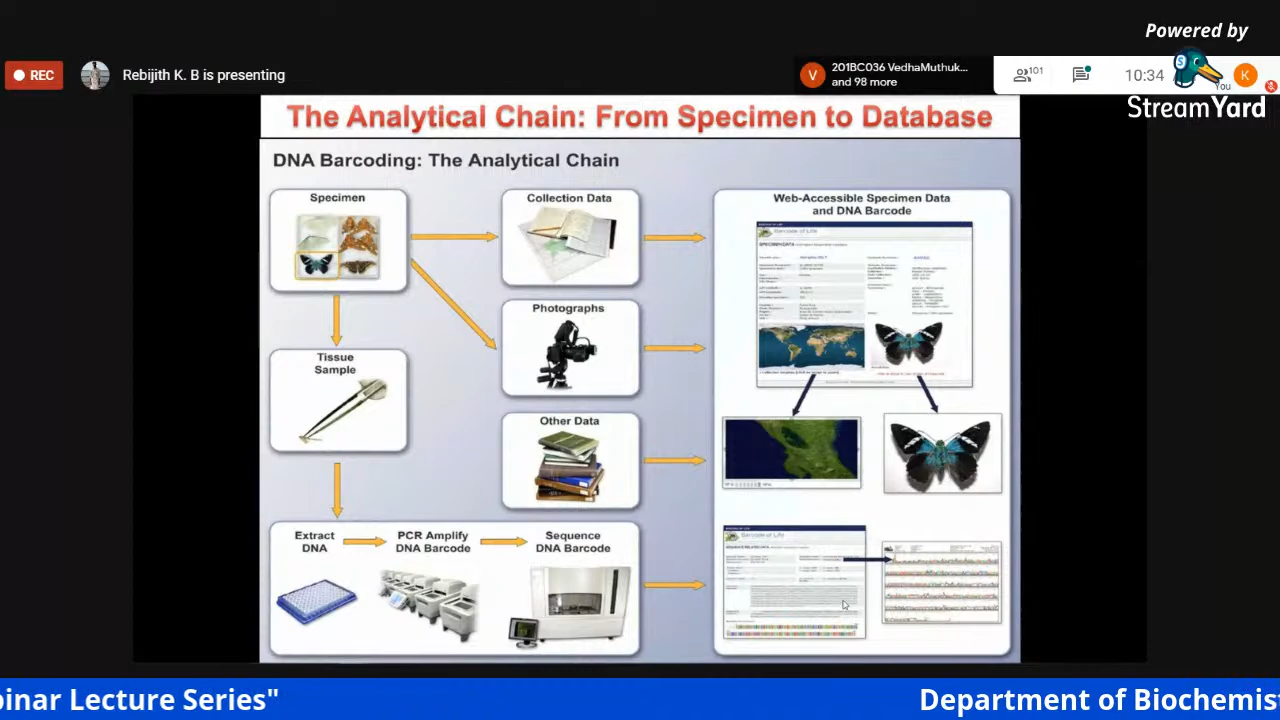 Powered by
REC
Rebijith K. B is presenting
V
201BC036 VedhaMuthuk...
and 98 more
101
10:34
You
K
StreamYard
The Analytical Chain: From Specimen to Database
DNA Barcoding: The Analytical Chain
Specimen
Collection Data
Web-Accessible Specimen Data
and DNA Barcode
Barcode of Life
Photographs
Tissue
Sample
Other Data
Extract
DNA
PCR Amplify
DNA Barcode
Sequence
DNA Barcode
Barcode of Life
oinar Lecture Series"
Department of Biochemis